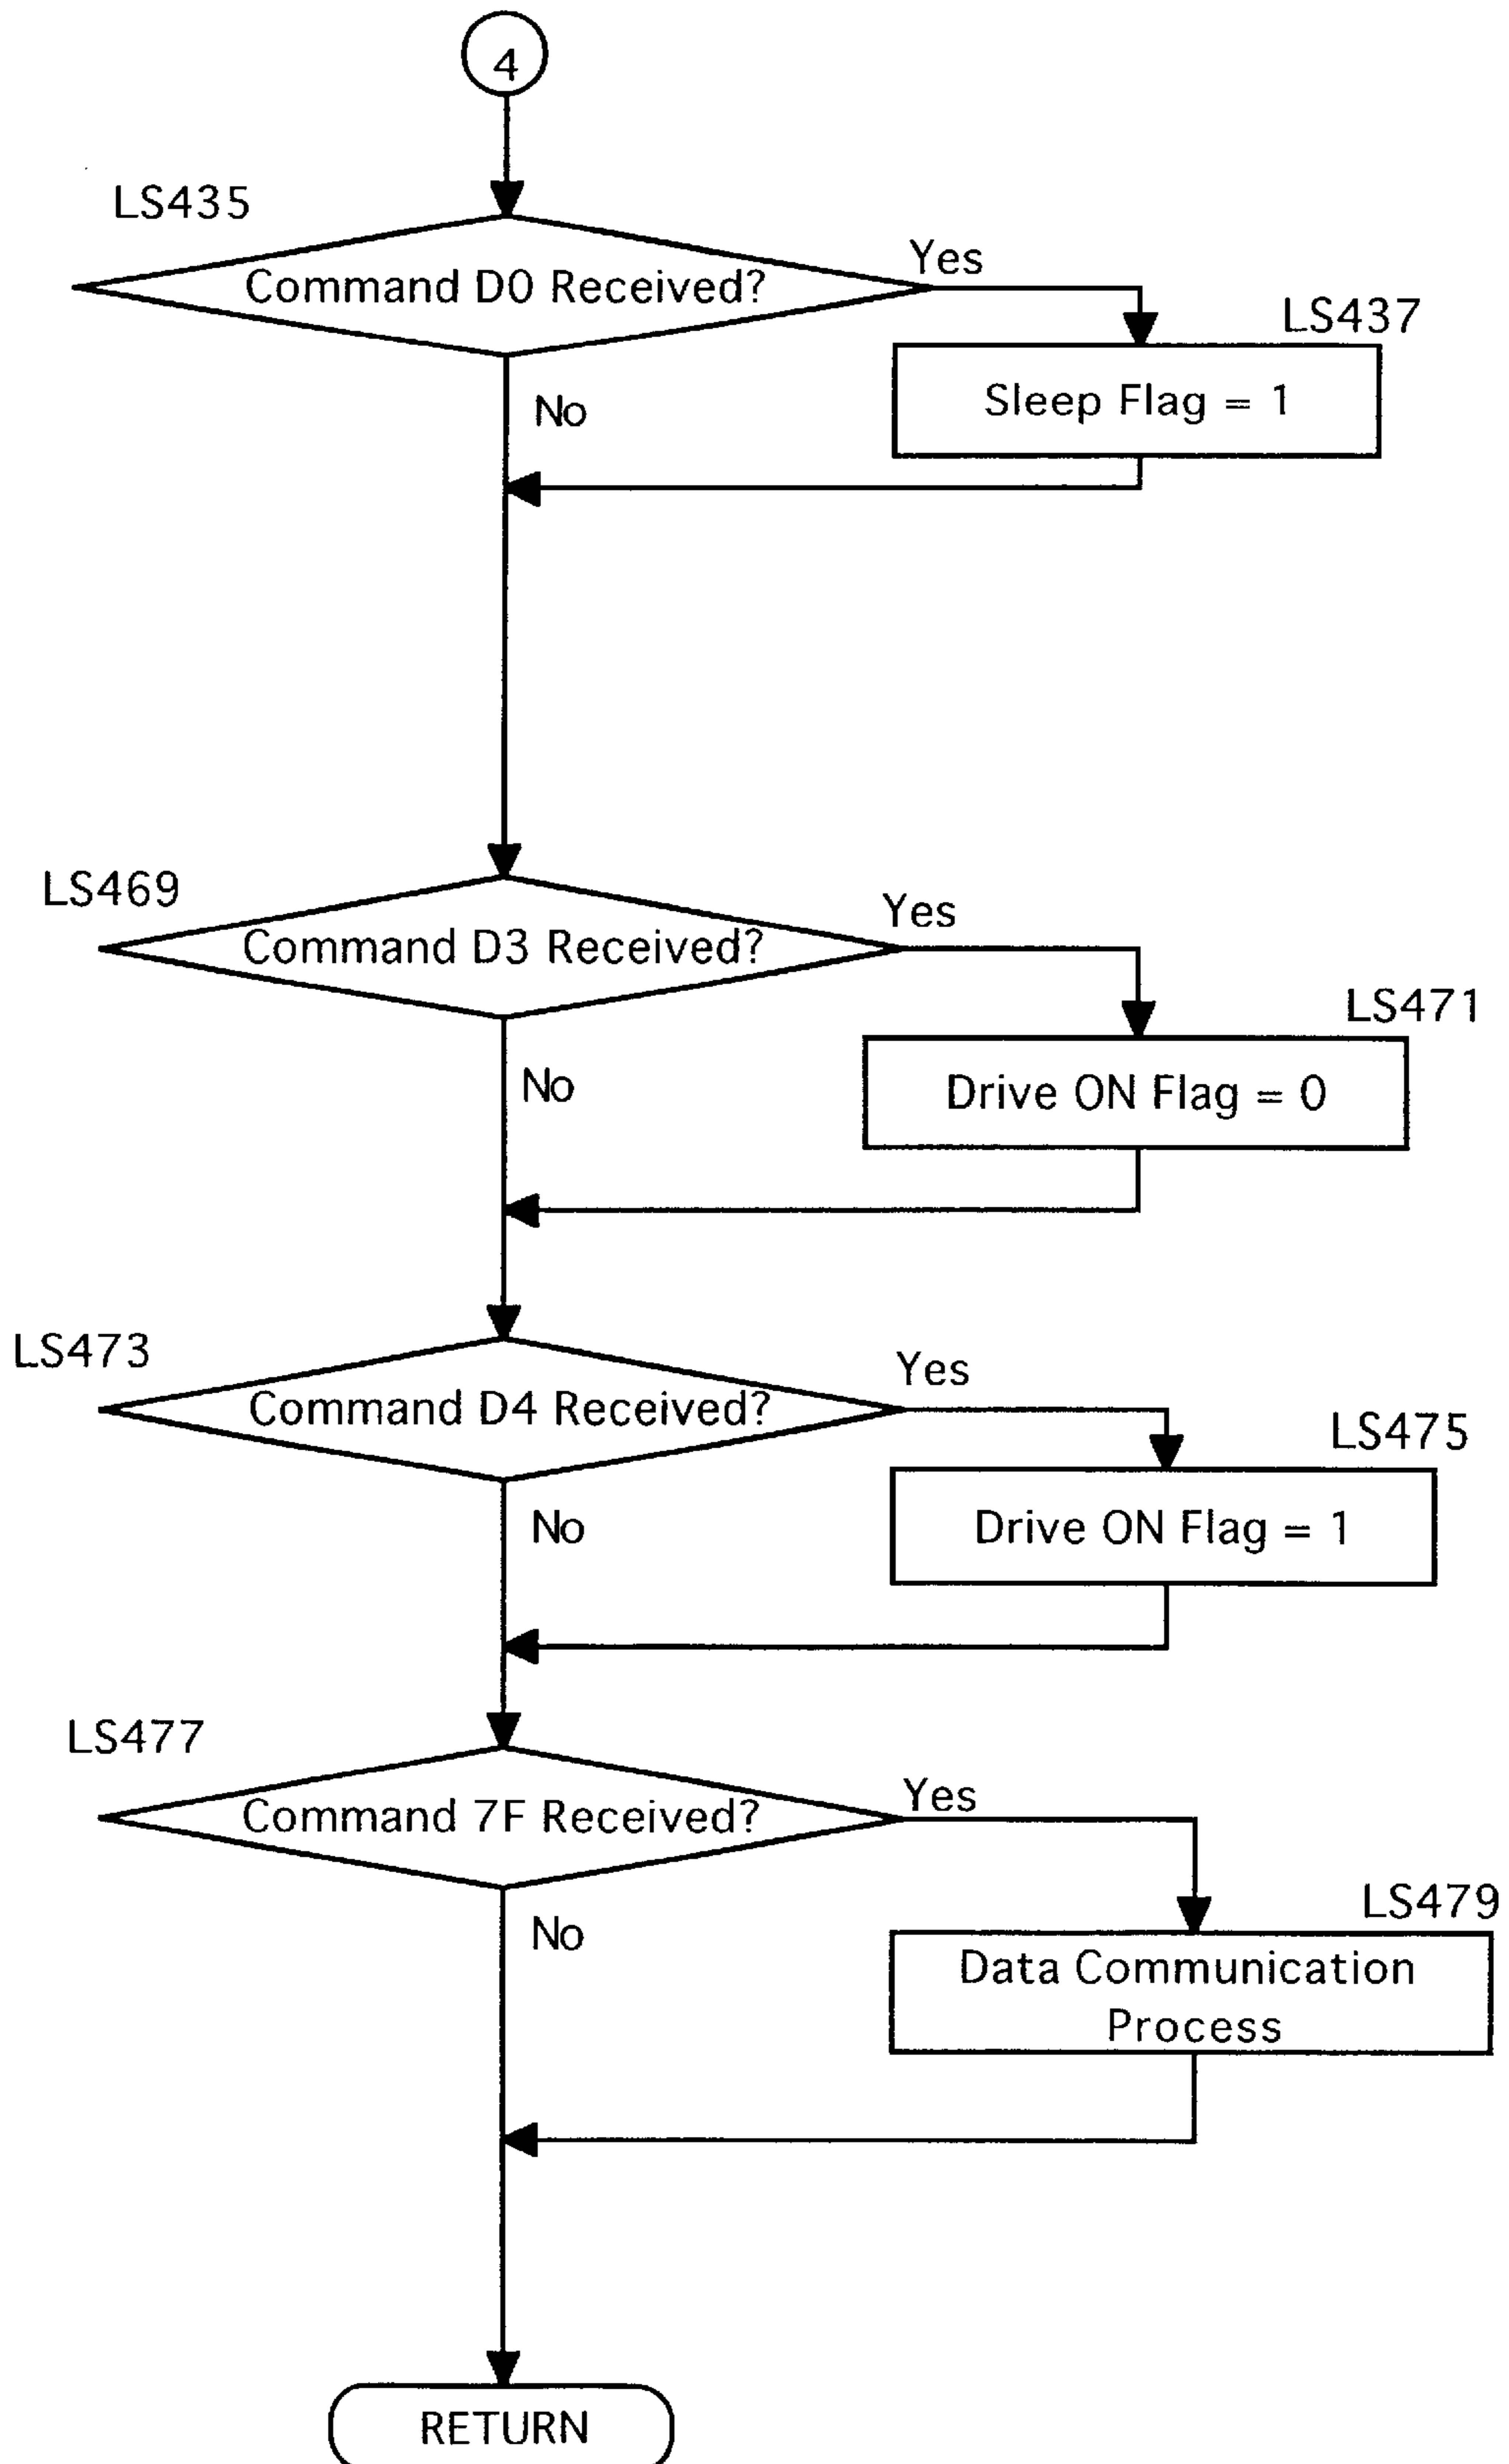 4
LS435
Command D0 Received?
Yes
LS437
Sleep Flag = 1
No
LS469
Command D3 Received?
Yes
LS471
Drive ON Flag = 0
No
LS473
Command D4 Received?
Yes
LS475
Drive ON Flag = 1
No
LS477
Command 7F Received?
Yes
LS479
Data Communication
Process
No
RETURN